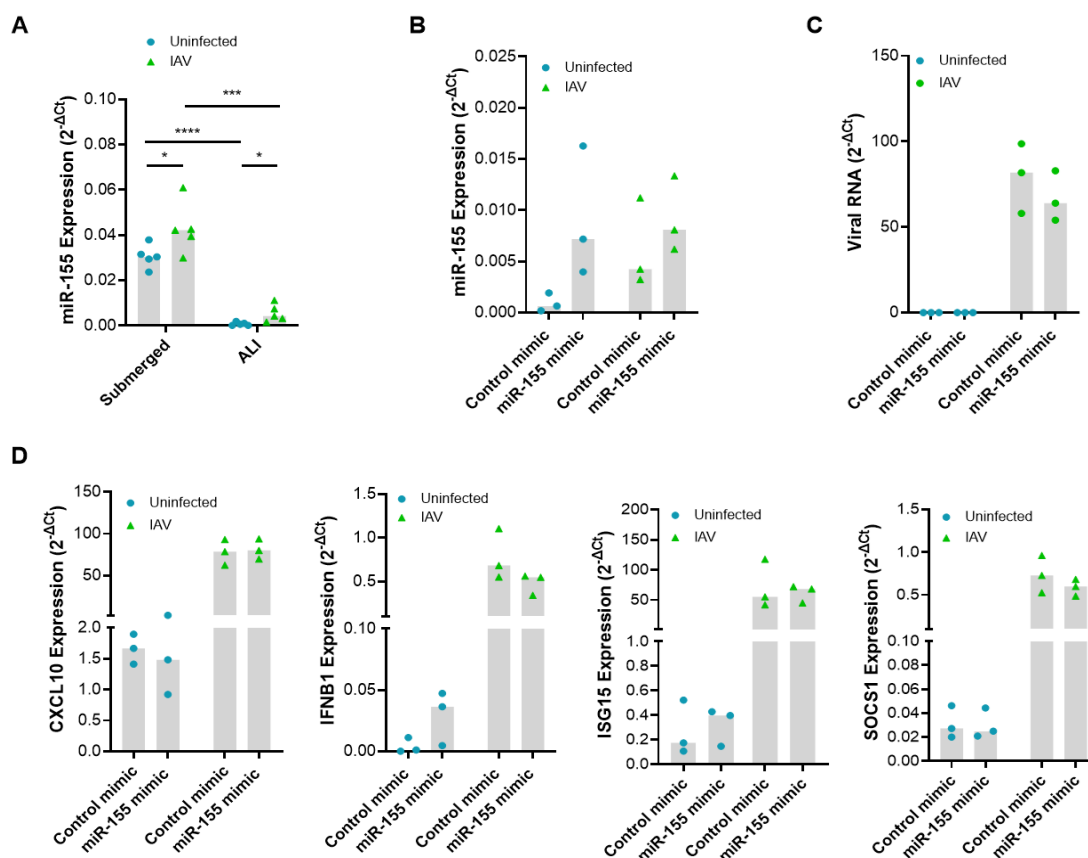 A
Uninfected
IAV
miR-155 Expression (2^-ΔCt)
0.10
0.08
0.06
0.04
0.02
0.00
***
****
*
*
Submerged
ALI
B
Uninfected
IAV
miR-155 Expression (2^-ΔCt)
0.025
0.020
0.015
0.010
0.005
0.000
Control mimic
miR-155 mimic
Control mimic
miR-155 mimic
C
Uninfected
IAV
Viral RNA (2^-ΔCt)
150
100
50
0
Control mimic
miR-155 mimic
Control mimic
miR-155 mimic
D
Uninfected
IAV
CXCL10 Expression (2^-ΔCt)
150
100
50
2.0
1.5
1.0
0.5
0.0
Control mimic
miR-155 mimic
Control mimic
miR-155 mimic
Uninfected
IAV
IFNB1 Expression (2^-ΔCt)
1.5
1.0
0.5
0.10
0.05
0.00
Control mimic
miR-155 mimic
Control mimic
miR-155 mimic
Uninfected
IAV
ISG15 Expression (2^-ΔCt)
200
150
100
50
1.0
0.8
0.6
0.4
0.2
0.0
Control mimic
miR-155 mimic
Control mimic
miR-155 mimic
Uninfected
IAV
SOCS1 Expression (2^-ΔCt)
1.5
1.0
0.5
0.10
0.08
0.06
0.04
0.02
0.00
Control mimic
miR-155 mimic
Control mimic
miR-155 mimic